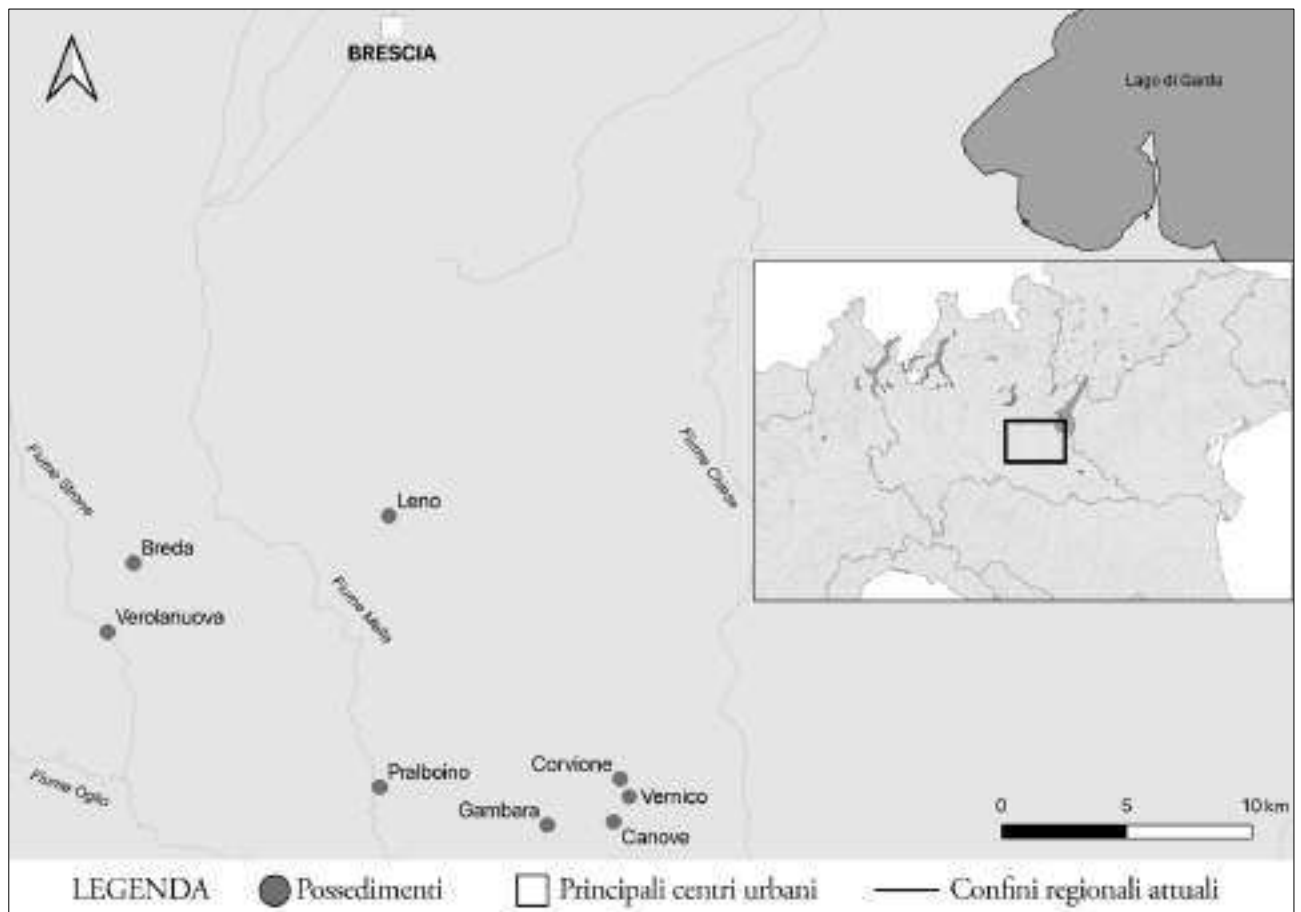 BRESCIA
Lago di Garda
Fiume Strone
Fiume Chiese
Leno
Breda
Fiume Mella
Verolanuova
Fiume Oglio
Pralboino
Corvione
Vernico
Gambara
Canove
0 5 10 km
LEGENDA Possedimenti Principali centri urbani Confini regionali attuali